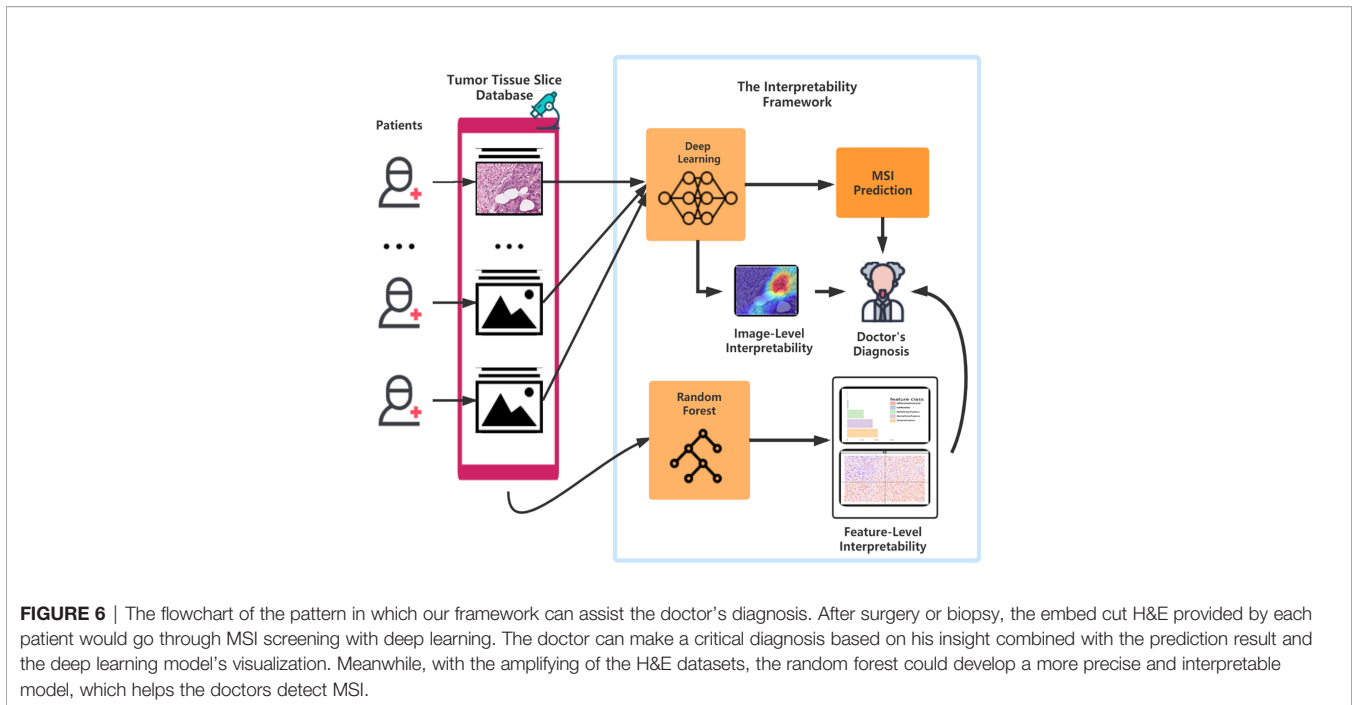 Tumor Tissue Slice
Database
The Interpretability
Framework
Patients
Deep
Learning
MSI
Prediction
Image-Level
Interpretability
Doctor's
Diagnosis
Random
Forest
feature class
Feature-Level
Interpretability
FIGURE 6 | The flowchart of the pattern in which our framework can assist the doctor's diagnosis. After surgery or biopsy, the embed cut H&E provided by each
patient would go through MSI screening with deep learning. The doctor can make a critical diagnosis based on his insight combined with the prediction result and
the deep learning model's visualization. Meanwhile, with the amplifying of the H&E datasets, the random forest could develop a more precise and interpretable
model, which helps the doctors detect MSI.